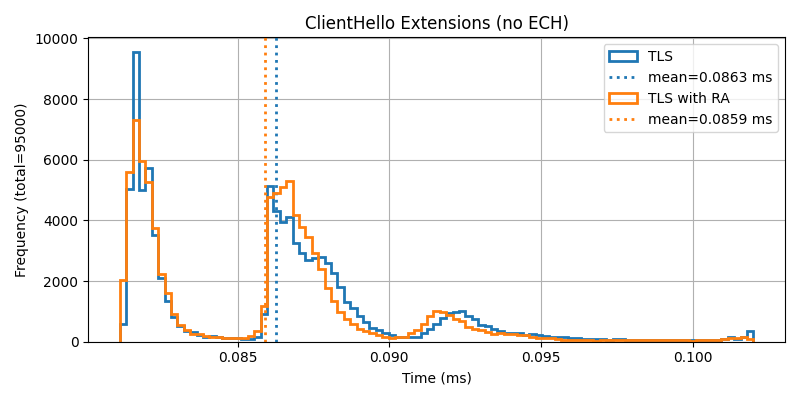 ClientHello Extensions (no ECH)
Frequency (total=95000)
10000
8000
6000
4000
2000
0
TLS
mean=0.0863 ms
TLS with RA
mean=0.0859 ms
0.085
0.090
0.095
0.100
Time (ms)